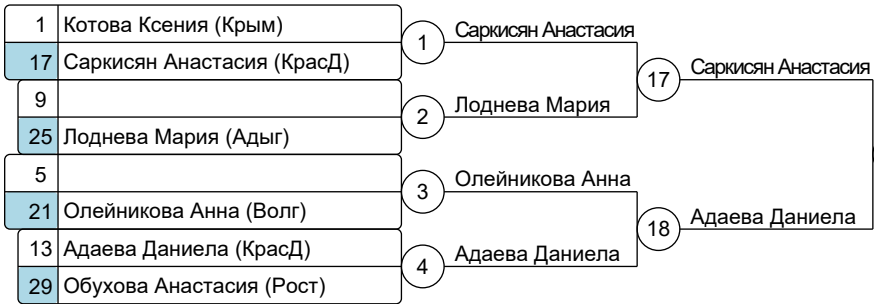 1 Котова Ксения (Крым)
17 Саркисян Анастасия (КрасД)
9
25 Лоднева Мария (Адыг)
5
21 Олейникова Анна (Волг)
13 Адаева Даниела (КрасД)
29 Обухова Анастасия (Рост)
1 Саркисян Анастасия
2 Лоднева Мария
3 Олейникова Анна
4 Адаева Даниела
17 Саркисян Анастасия
18 Адаева Даниела